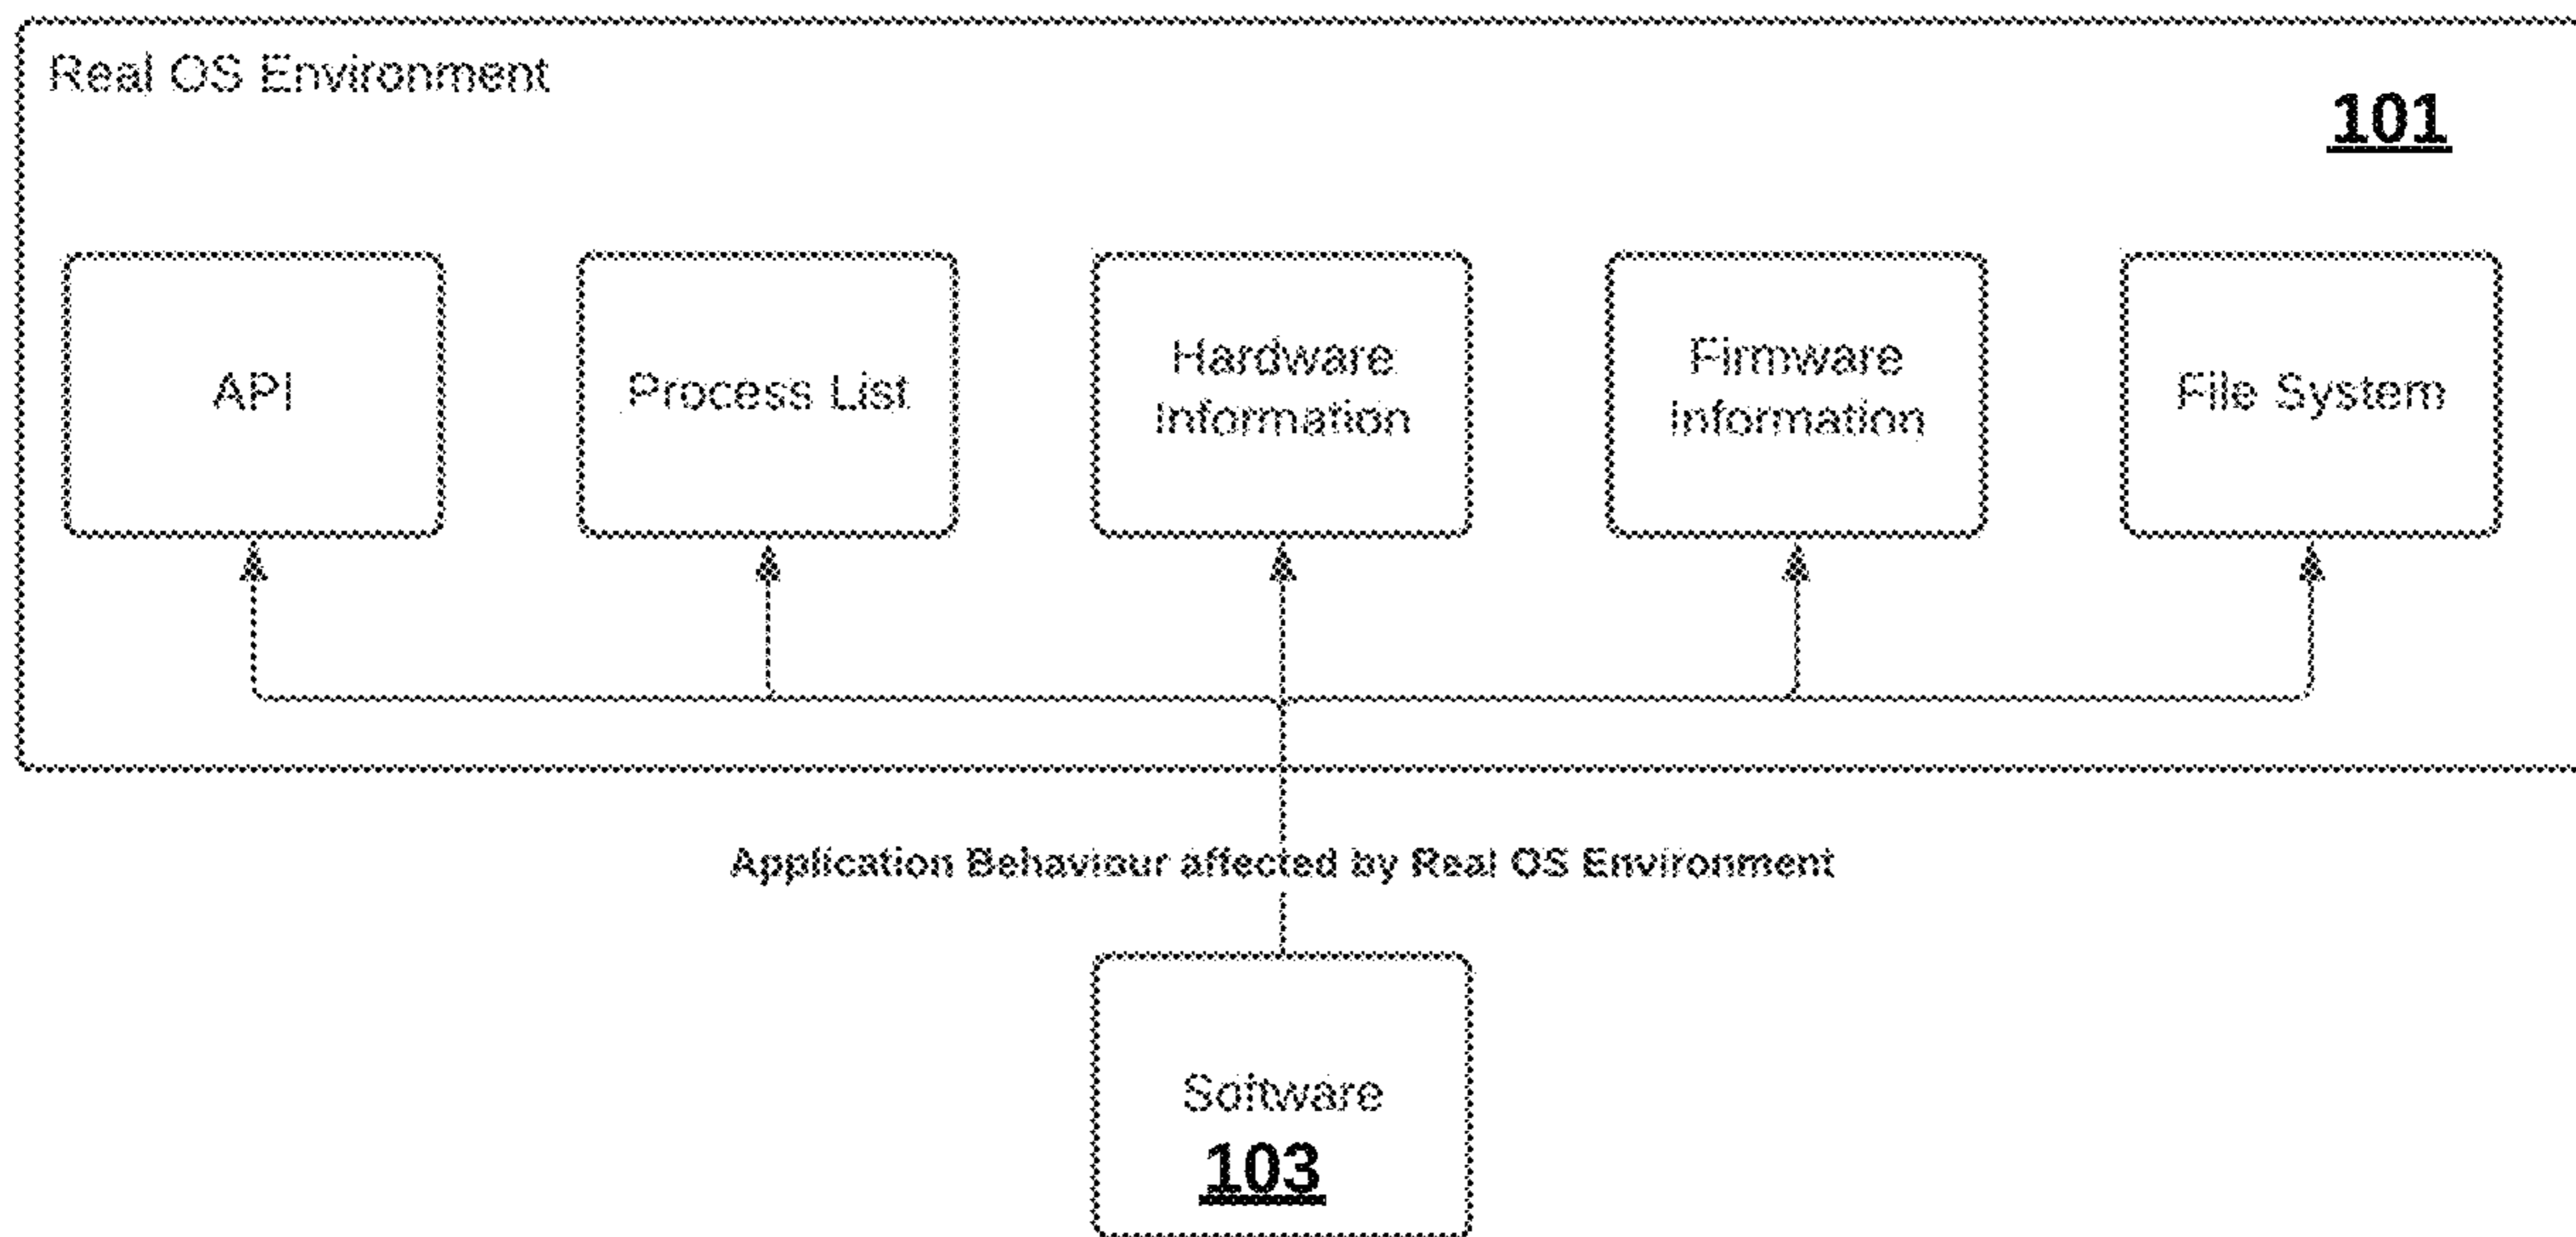 Real OS Environment
101
API
Process List
Hardware
Information
Firmware
Information
File System
Application Behaviour affected by Real OS Environment
Software
103